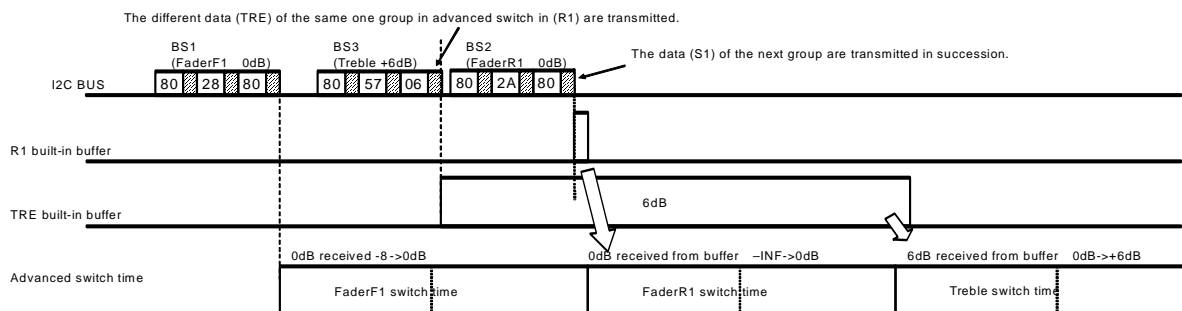 The different data (TRE) of the same one group in advanced switch in (R1) are transmitted.
BS1 BS3 BS2
(FaderF1 0dB) (Treble +6dB) (FaderR1 0dB)
The data (S1) of the next group are transmitted in succession.
I2C BUS 80 28 80 80 57 06 80 2A 80
R1 built-in buffer
6dB
TRE built-in buffer
0dB received -8->0dB 0dB received from buffer –INF->0dB 6dB received from buffer 0dB->+6dB
Advanced switch time
FaderF1 switch time FaderR1 switch time Treble switch time